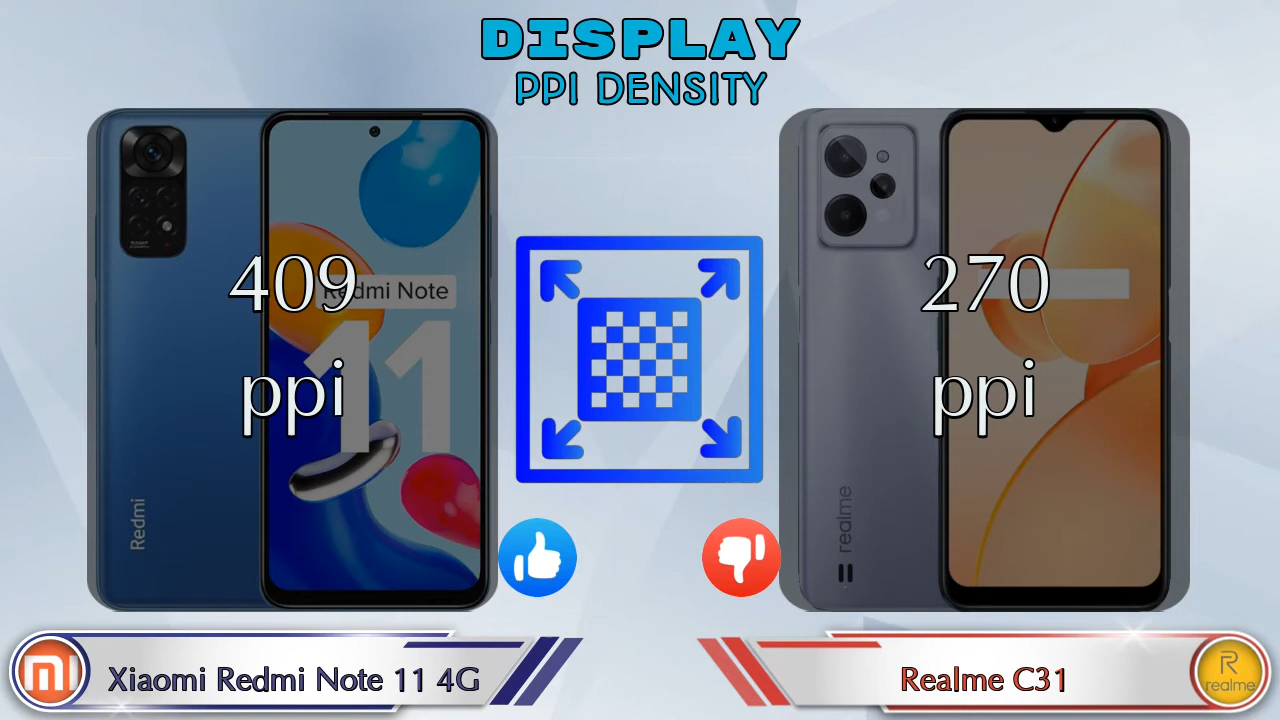 DISPLAY
PPI DENSITY
409
ppi
Redmi Note
11
Redmi
270
ppi
realme
Xiaomi Redmi Note 11 4G
Realme C31
R
realme